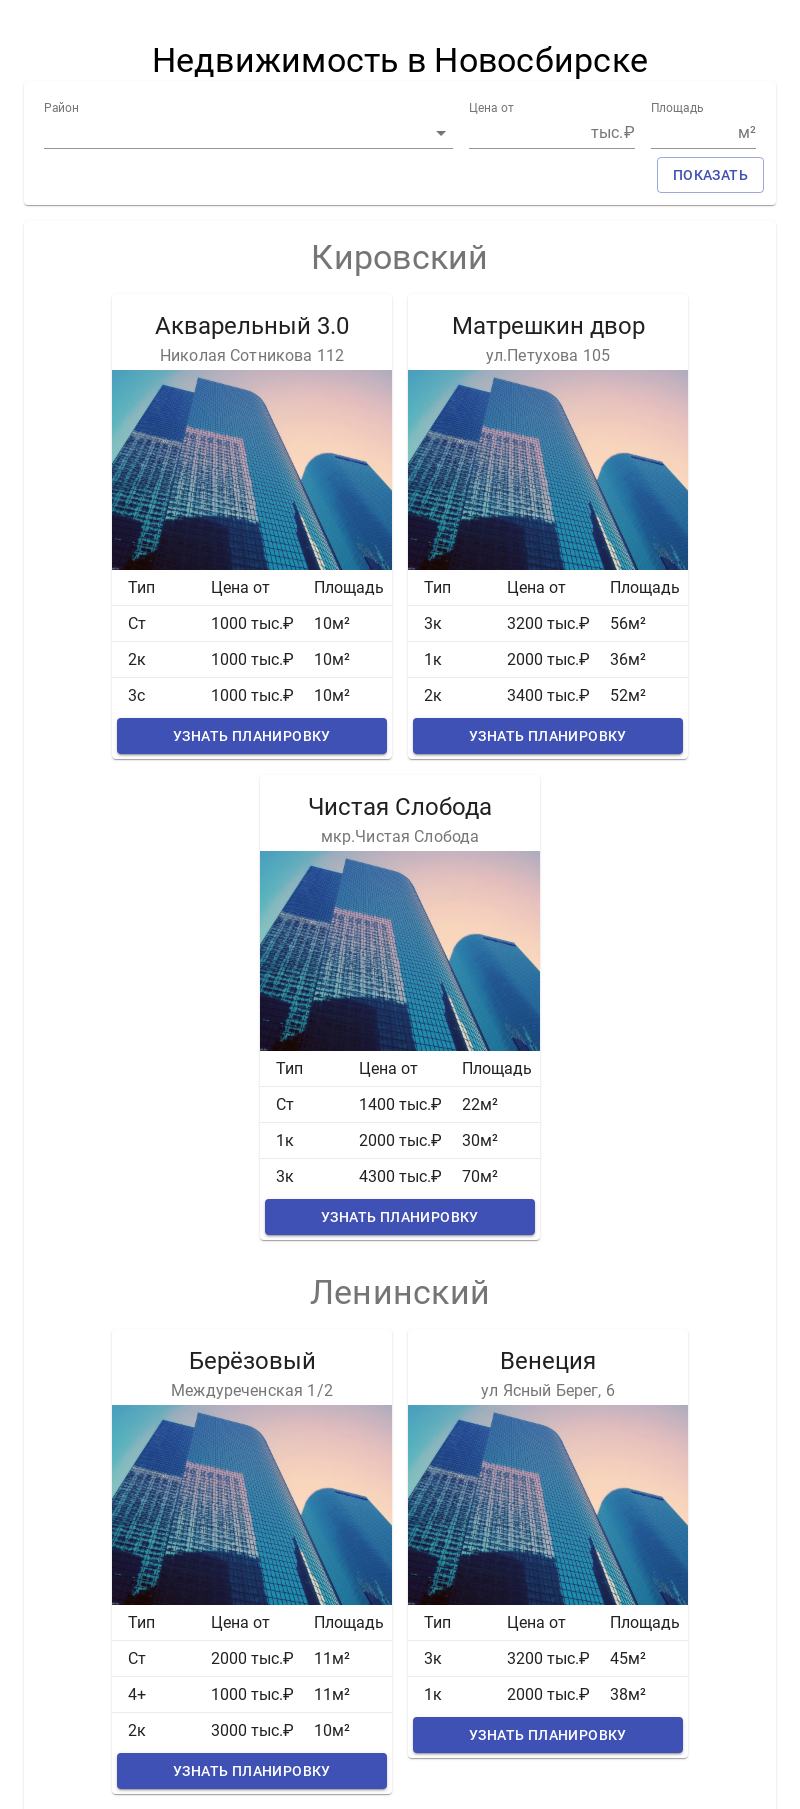 Недвижимость в Новосбирске
Район
Цена от
Площадь
тыс.₽
м²
ПОКАЗАТЬ
Кировский
Акварельный 3.0
Николая Сотникова 112
Тип Цена от Площадь
Ст 1000 тыс.₽ 10м²
2к 1000 тыс.₽ 10м²
3с 1000 тыс.₽ 10м²
УЗНАТЬ ПЛАНИРОВКУ
Матрешкин двор
ул.Петухова 105
Тип Цена от Площадь
3к 3200 тыс.₽ 56м²
1к 2000 тыс.₽ 36м²
2к 3400 тыс.₽ 52м²
УЗНАТЬ ПЛАНИРОВКУ
Чистая Слобода
мкр.Чистая Слобода
Тип Цена от Площадь
Ст 1400 тыс.₽ 22м²
1к 2000 тыс.₽ 30м²
3к 4300 тыс.₽ 70м²
УЗНАТЬ ПЛАНИРОВКУ
Ленинский
Берёзовый
Междуреченская 1/2
Тип Цена от Площадь
Ст 2000 тыс.₽ 11м²
4+ 1000 тыс.₽ 11м²
2к 3000 тыс.₽ 10м²
УЗНАТЬ ПЛАНИРОВКУ
Венеция
ул Ясный Берег, 6
Тип Цена от Площадь
3к 3200 тыс.₽ 45м²
1к 2000 тыс.₽ 38м²
УЗНАТЬ ПЛАНИРОВКУ